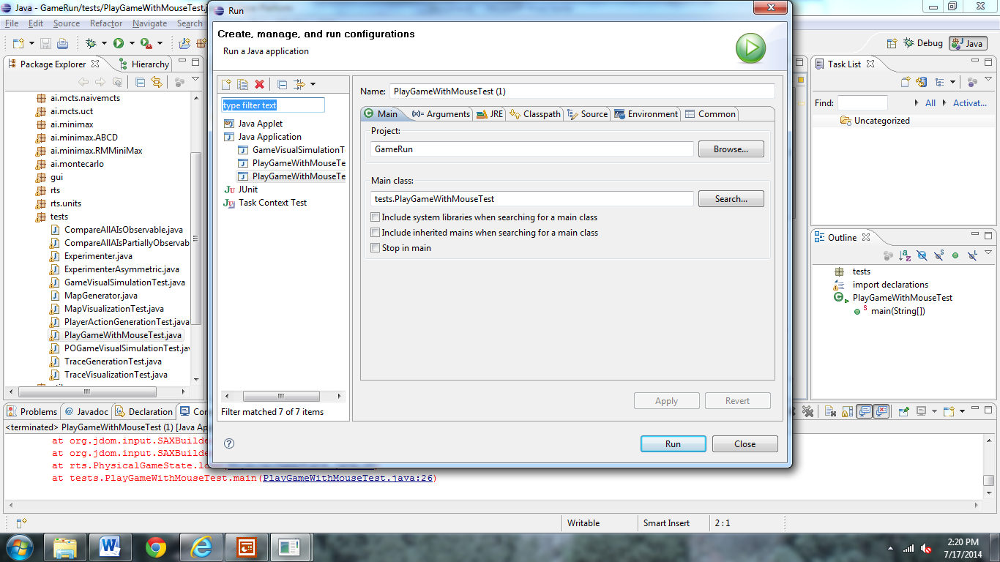 Java - GameRun/tests/PlayGameWithMouseTest.j
File Edit Source Refactor Navigate Search
Debug Java
Package Explorer Hierarchy
ai.mcts.naivemcts
ai.mcts.uct
ai.minimax
ai.minimax.ABCD
ai.minimax.RMMiniMax
ai.montecarlo
gui
rts
rts.units
tests
CompareAllAIsObservable.java
CompareAllAIsPartiallyObservab
Experimenter.java
ExperimenterAsymmetric.java
GameVisualSimulationTest.java
MapGenerator.java
MapVisualizationTest.java
PlayerActionGenerationTest.java
PlayGameWithMouseTest.java
POGameVisualSimulationTest.jav
TraceGenerationTest.java
TraceVisualizationTest.java
Run
Create, manage, and run configurations
Run a Java application
type filter text
Java Applet
Java Application
GameVisualSimulationT
PlayGameWithMouseTe
PlayGameWithMouseTe
JUnit
Task Context Test
Filter matched 7 of 7 items
Name: PlayGameWithMouseTest (1)
Main (x)= Arguments JRE Classpath Source Environment Common
Project:
GameRun Browse...
Main class:
tests.PlayGameWithMouseTest Search...
Include system libraries when searching for a main class
Include inherited mains when searching for a main class
Stop in main
Apply Revert
Run Close
Task List
Find: All Activat...
Uncategorized
Outline
tests
import declarations
PlayGameWithMouseTest
main(String[])
Problems @ Javadoc Declaration Con
<terminated> PlayGameWithMouseTest (1) [Java Ap
at org.jdom.input.SAXBuilde
at org.jdom.input.SAXBuilde
at rts.PhysicalGameState.lo
at tests.PlayGameWithMouseTest.main(PlayGameWithMouseTest.java:26)
Writable Smart Insert 2 : 1
2:20 PM
7/17/2014